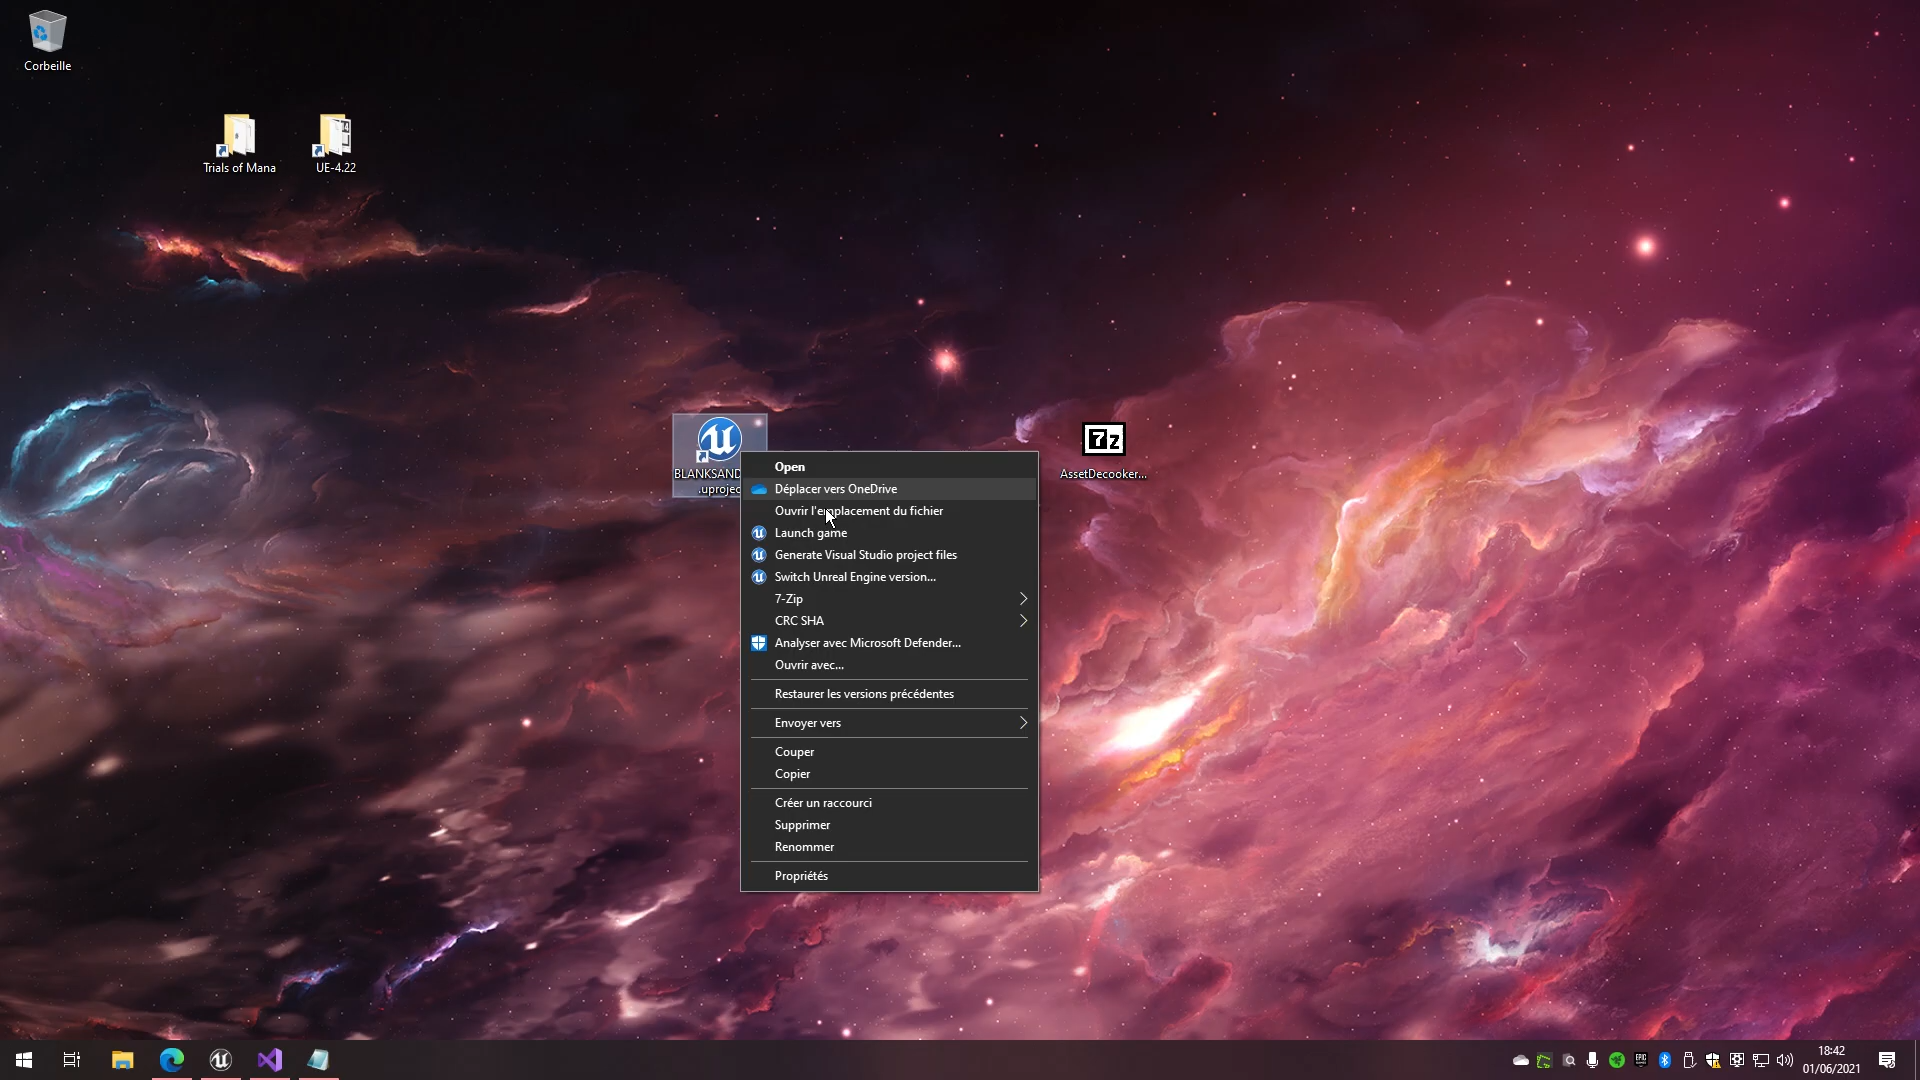 Corbeille
Trials of Mana
UE-4.22
BLANKSAND
.uprojec
AssetDecooker...
Open
Déplacer vers OneDrive
Ouvrir l'emplacement du fichier
Launch game
Generate Visual Studio project files
Switch Unreal Engine version...
7-Zip
CRC SHA
Analyser avec Microsoft Defender...
Ouvrir avec...
Restaurer les versions précédentes
Envoyer vers
Couper
Copier
Créer un raccourci
Supprimer
Renommer
Propriétés
7z
EPIC
18:42
01/06/2021